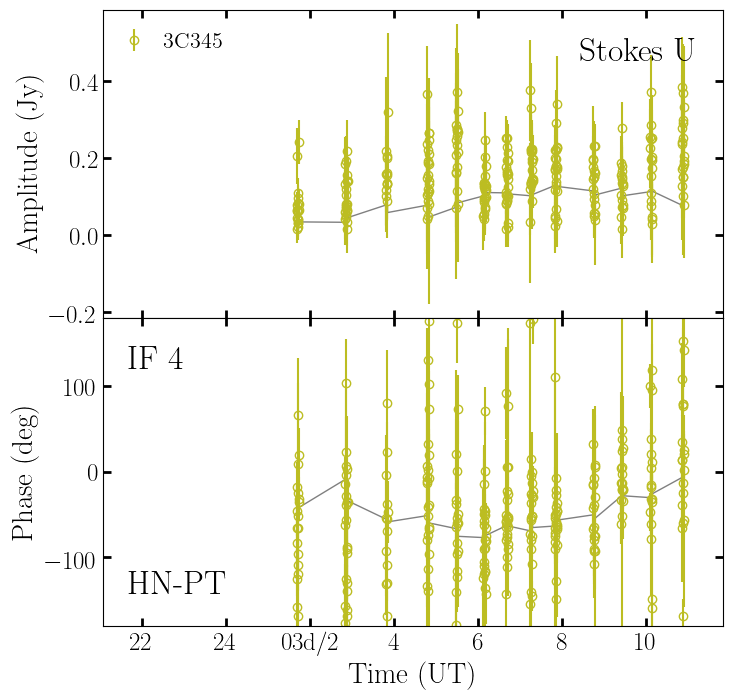 3C345
Stokes U
Amplitude (Jy)
0.4
0.2
0.0
−0.2
IF 4
Phase (deg)
100
0
−100
HN-PT
22 24 03d/2 4 6 8 10
Time (UT)